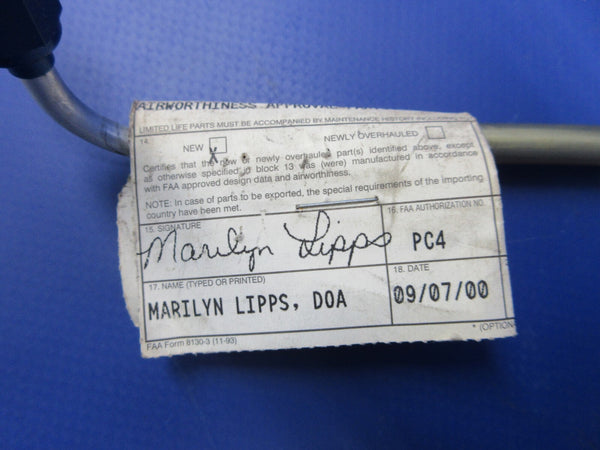 AIRWORTHINESS APPROVAL
LIMITED LIFE PARTS MUST BE ACCOMPANIED BY MAINTENANCE HISTORY INCLUDING
14.
NEW X NEWLY OVERHAULED
Certifies that the new or newly overhauled part(s) identified above, except
as otherwise specified in block 13 was (were) manufactured in accordance
with FAA approved design data and airworthiness.
NOTE: In case of parts to be exported, the special requirements of the importing
country have been met.
15. SIGNATURE
Marilyn Lipps
16. FAA AUTHORIZATION NO.
PC4
17. NAME (TYPED OR PRINTED)
MARILYN LIPPS, DOA
18. DATE
09/07/00
FAA Form 8130-3 (11-93)
* (OPTION